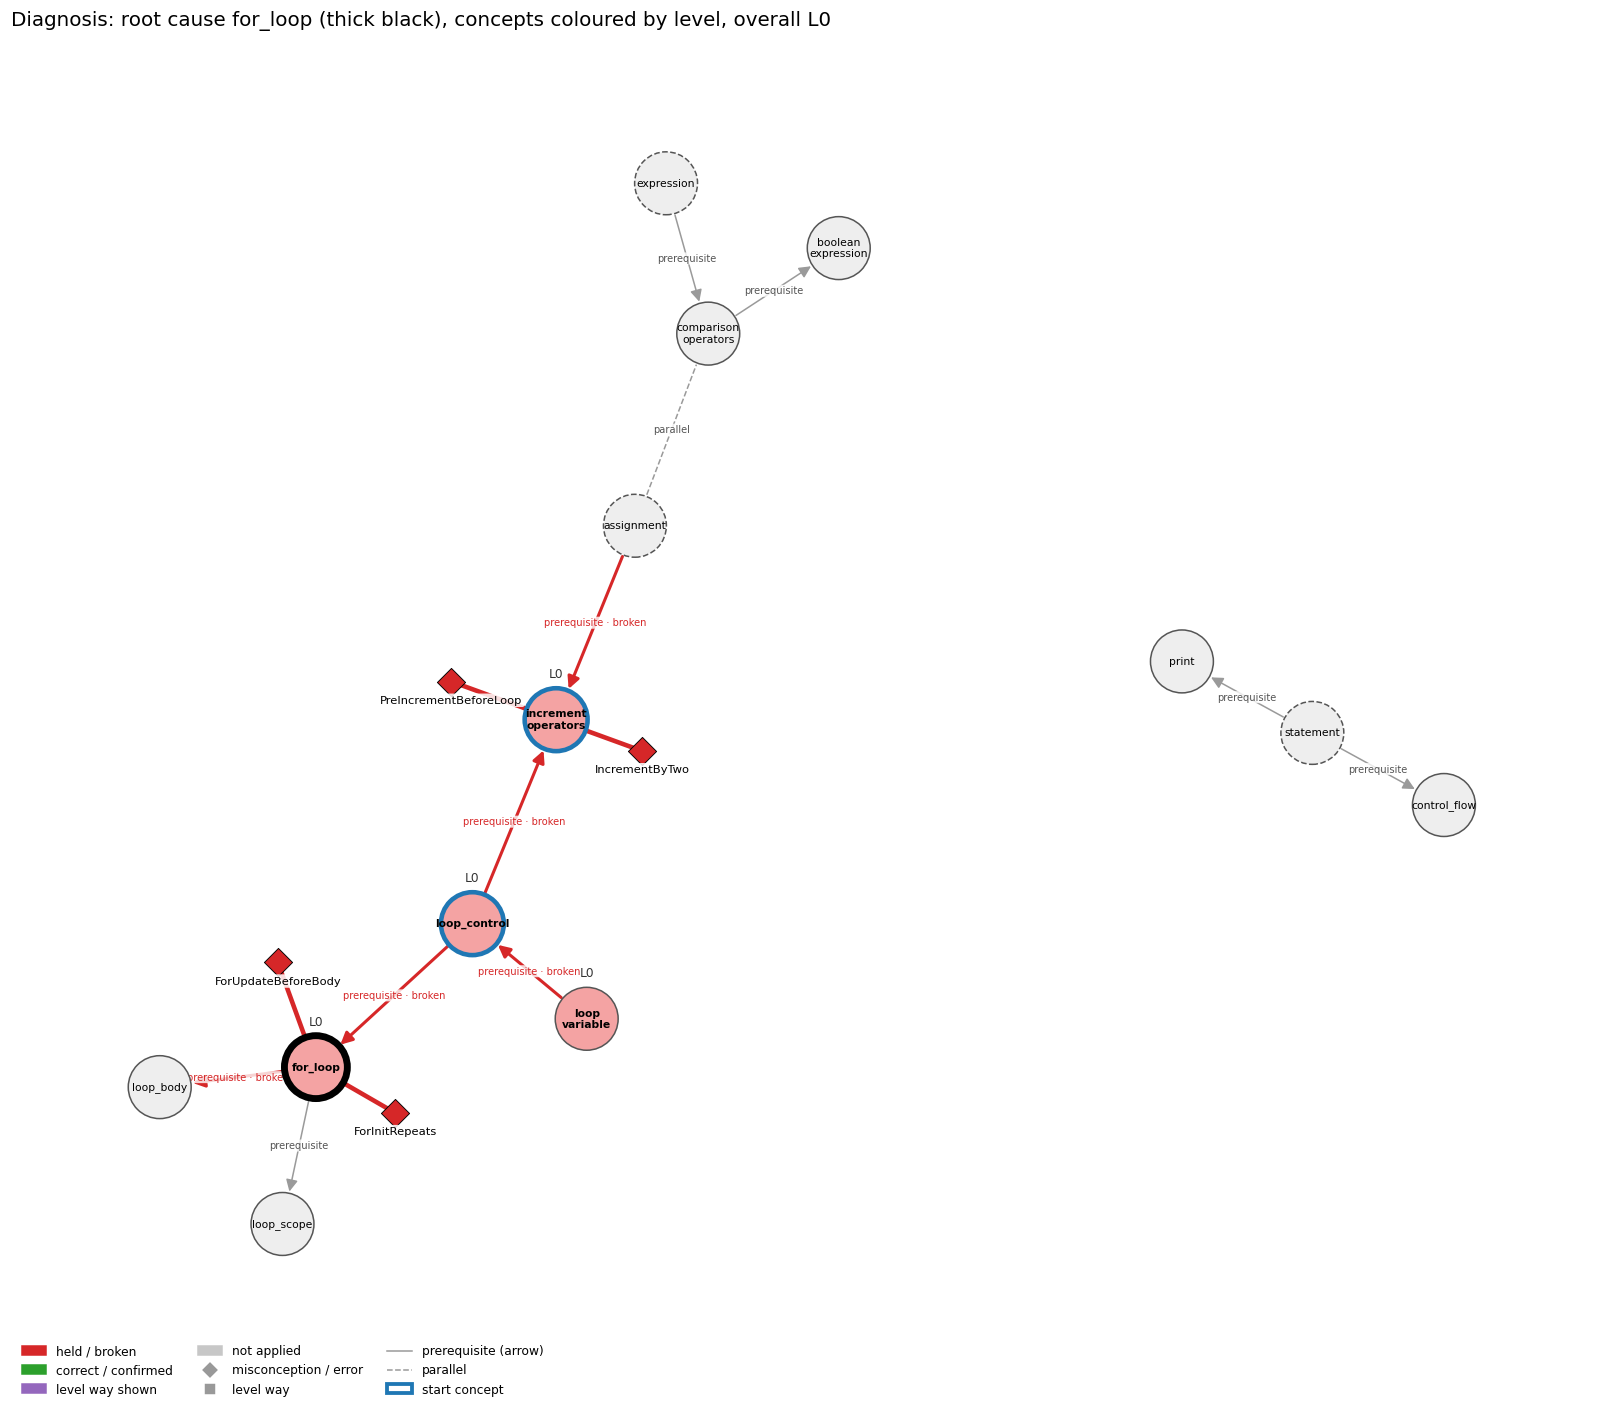 Diagnosis: root cause for_loop (thick black), concepts coloured by level, overall L0
expression
boolean
expression
prerequisite
prerequisite
comparison
operators
parallel
assignment
prerequisite · broken
print
L0
PreIncrementBeforeLoop
increment
operators
prerequisite
statement
IncrementByTwo
prerequisite
control_flow
prerequisite · broken
L0
loop_control
prerequisite · broken
L0
ForUpdateBeforeBody
prerequisite · broken
loop
variable
L0
for_loop
prerequisite · broke
loop_body
ForInitRepeats
prerequisite
loop_scope
held / broken
correct / confirmed
level way shown
not applied
misconception / error
level way
prerequisite (arrow)
parallel
start concept